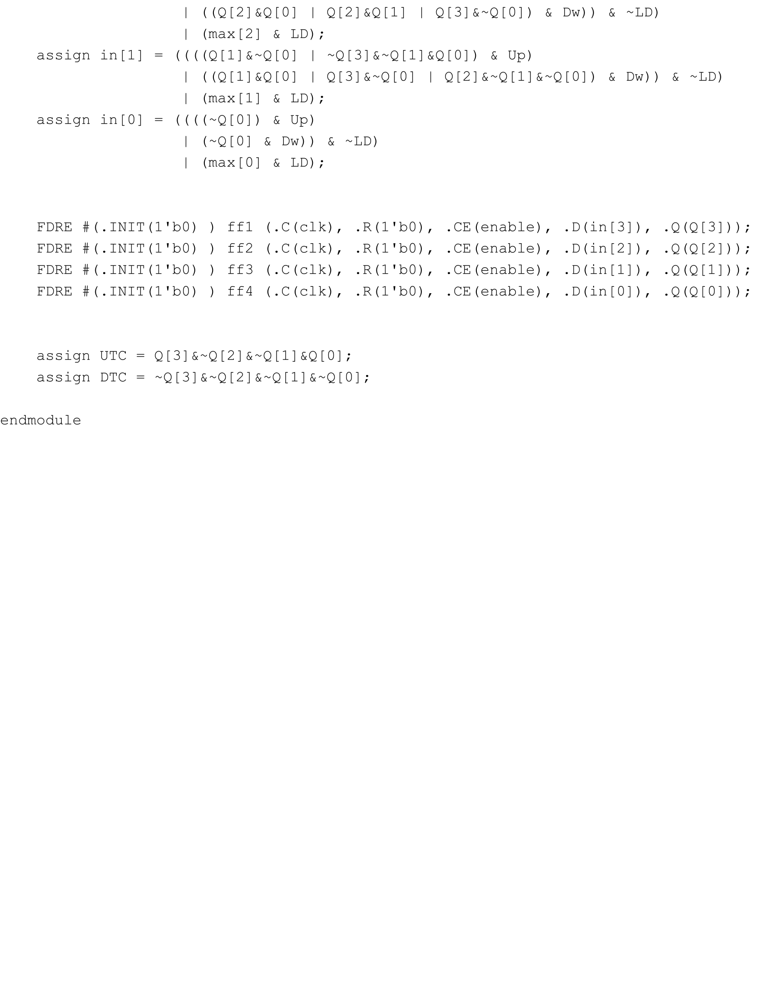 | ((Q[2]&Q[0] | Q[2]&Q[1] | Q[3]&~Q[0]) & Dw)) & ~LD)
| (max[2] & LD);
assign in[1] = ((((Q[1]&~Q[0] | ~Q[3]&~Q[1]&Q[0]) & Up)
| ((Q[1]&Q[0] | Q[3]&~Q[0] | Q[2]&~Q[1]&~Q[0]) & Dw)) & ~LD)
| (max[1] & LD);
assign in[0] = ((((~Q[0]) & Up)
| (~Q[0] & Dw)) & ~LD)
| (max[0] & LD);
FDRE #(.INIT(1'b0) ) ff1 (.C(clk), .R(1'b0), .CE(enable), .D(in[3]), .Q(Q[3]));
FDRE #(.INIT(1'b0) ) ff2 (.C(clk), .R(1'b0), .CE(enable), .D(in[2]), .Q(Q[2]));
FDRE #(.INIT(1'b0) ) ff3 (.C(clk), .R(1'b0), .CE(enable), .D(in[1]), .Q(Q[1]));
FDRE #(.INIT(1'b0) ) ff4 (.C(clk), .R(1'b0), .CE(enable), .D(in[0]), .Q(Q[0]));
assign UTC = Q[3]&~Q[2]&~Q[1]&Q[0];
assign DTC = ~Q[3]&~Q[2]&~Q[1]&~Q[0];
endmodule